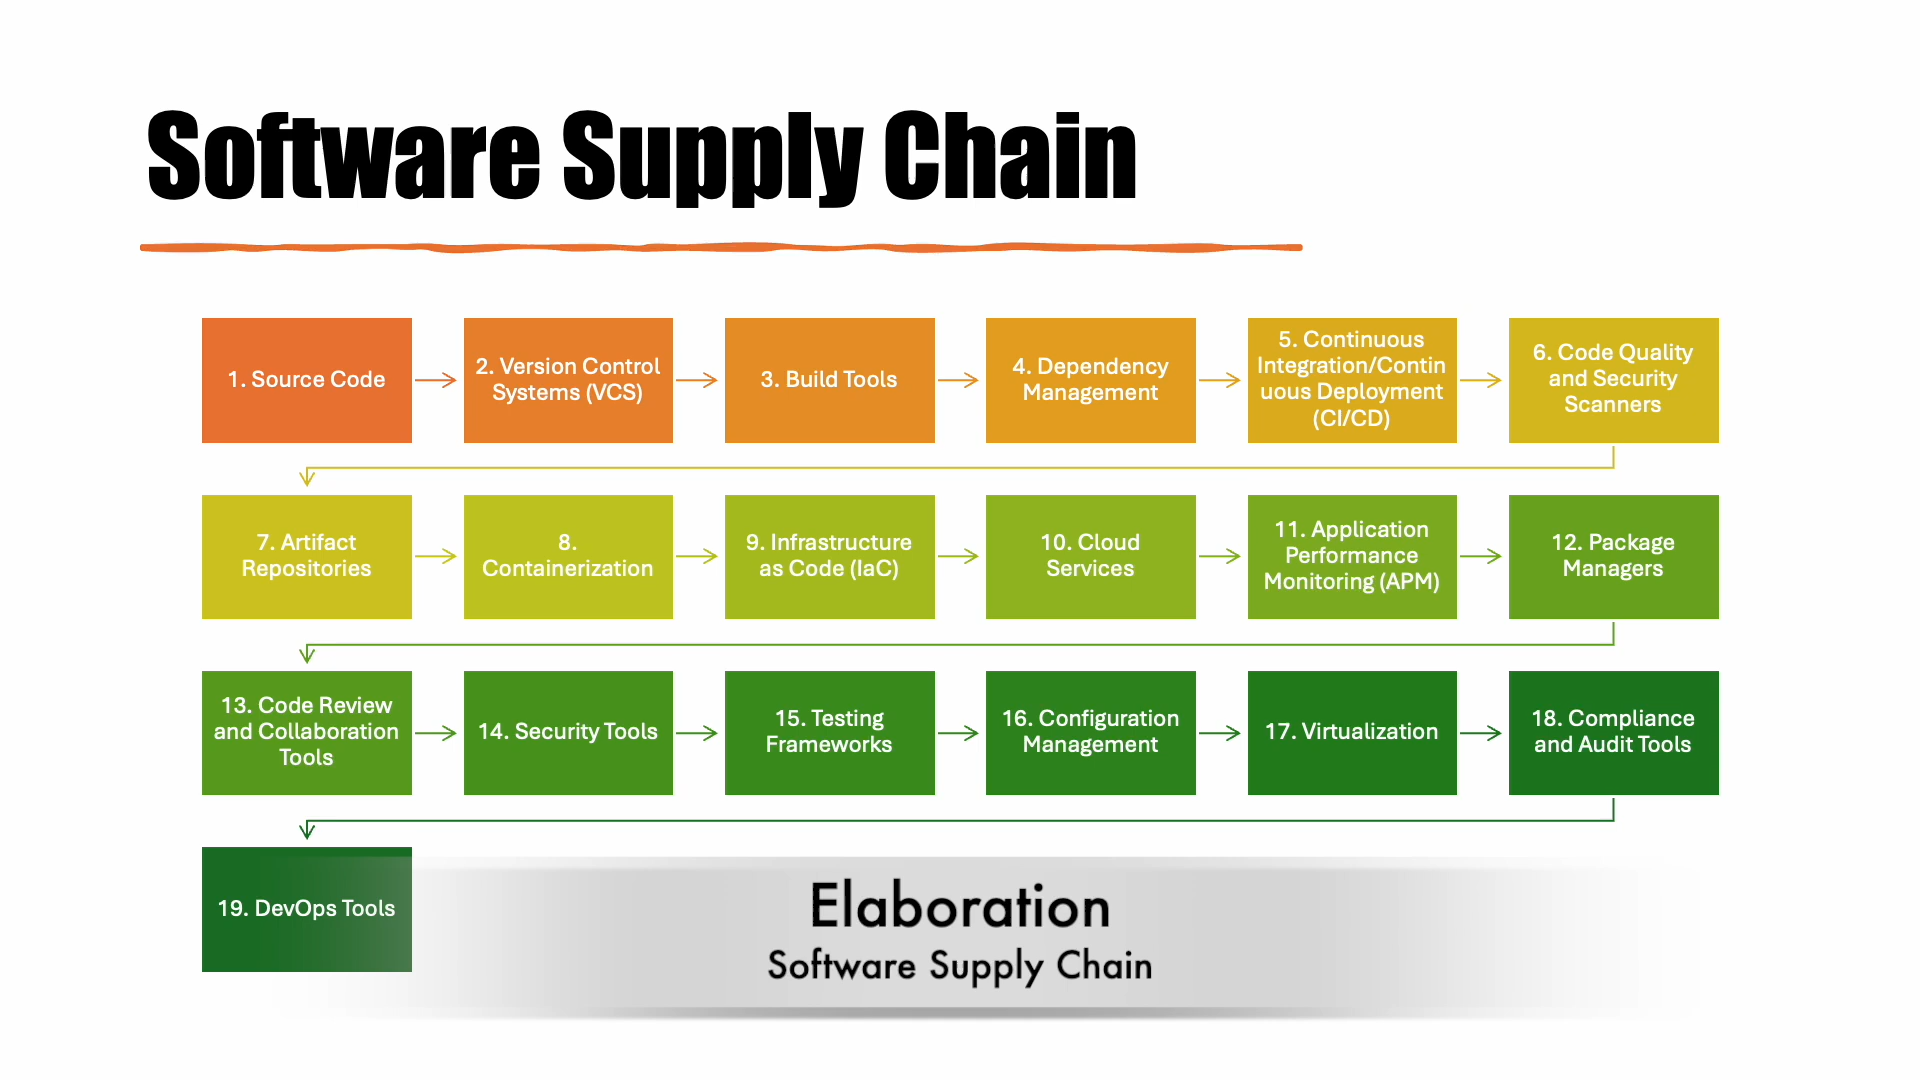 Software Supply Chain
1. Source Code
2. Version Control
Systems (VCS)
3. Build Tools
4. Dependency
Management
5. Continuous
Integration/Contin
uous Deployment
(CI/CD)
6. Code Quality
and Security
Scanners
7. Artifact
Repositories
8.
Containerization
9. Infrastructure
as Code (IaC)
10. Cloud
Services
11. Application
Performance
Monitoring (APM)
12. Package
Managers
13. Code Review
and Collaboration
Tools
14. Security Tools
15. Testing
Frameworks
16. Configuration
Management
17. Virtualization
18. Compliance
and Audit Tools
19. DevOps Tools
Elaboration
Software Supply Chain